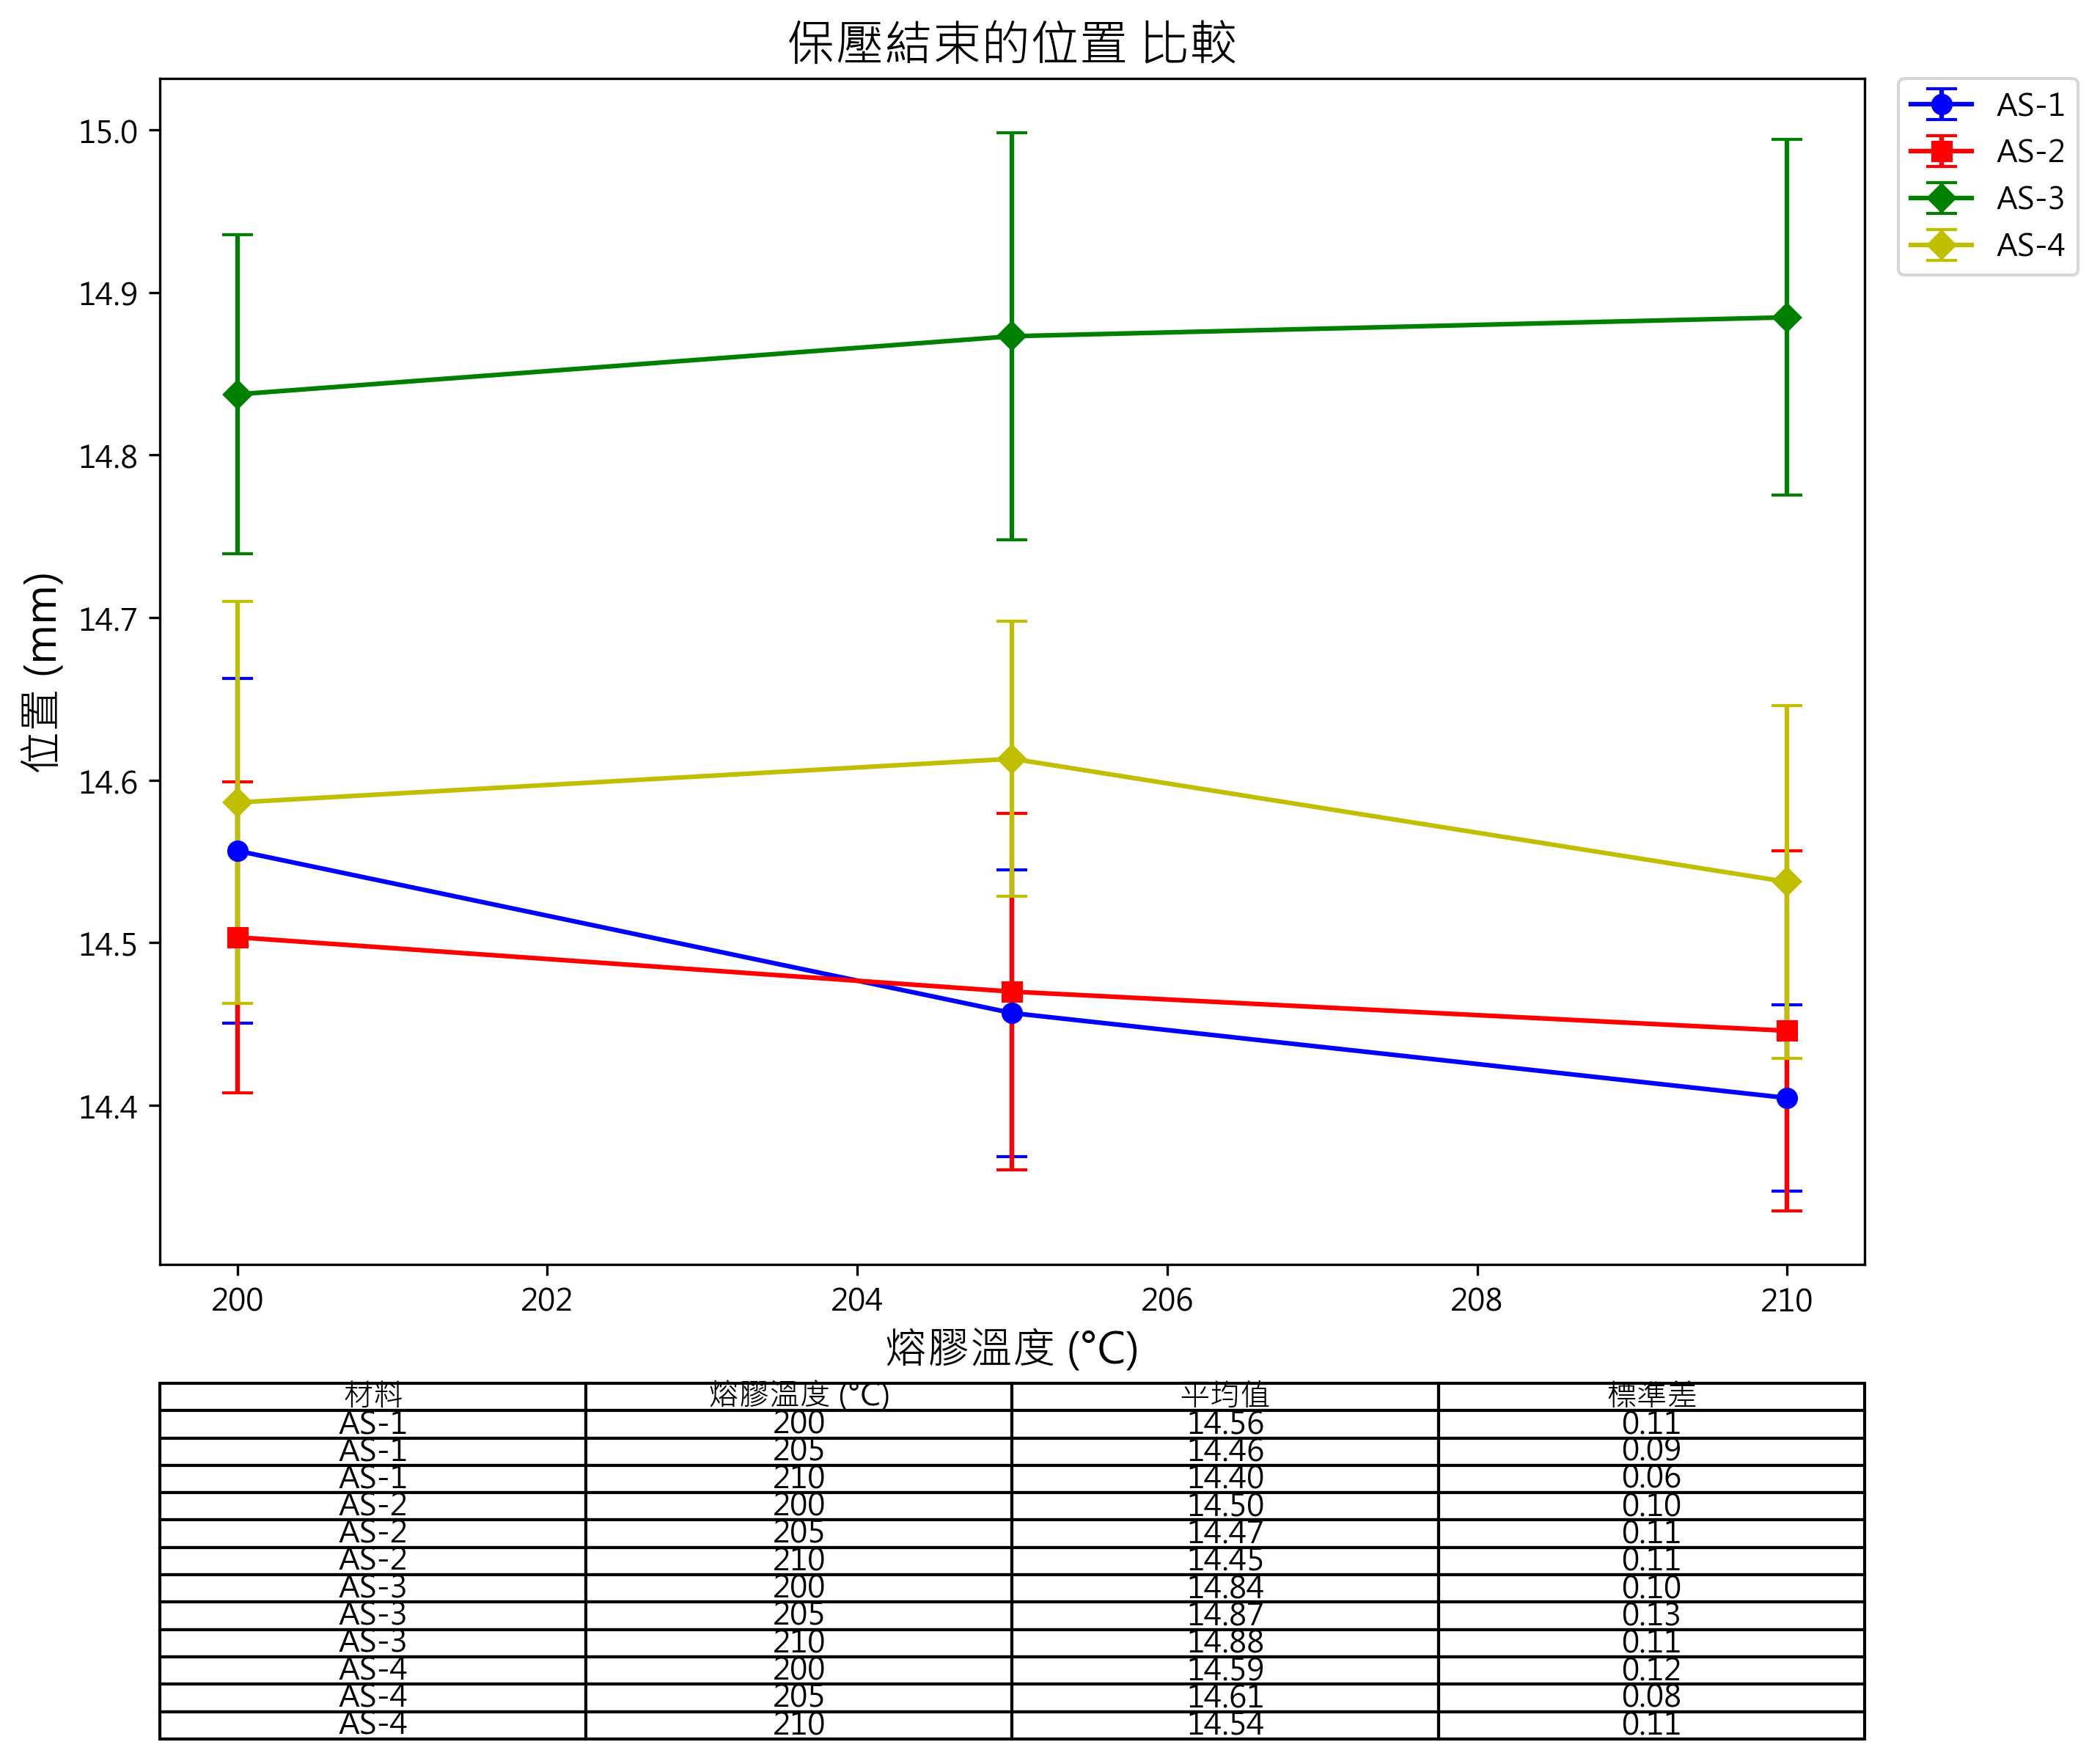 保壓結束的位置 比較
AS-1
AS-2
AS-3
AS-4
位置 (mm)
15.0
14.9
14.8
14.7
14.6
14.5
14.4
200 202 204 206 208 210
熔膠溫度 (°C)
材料 熔膠溫度 (°C) 平均值 標準差
AS-1 200 14.56 0.11
AS-1 205 14.46 0.09
AS-1 210 14.40 0.06
AS-2 200 14.50 0.10
AS-2 205 14.47 0.11
AS-2 210 14.45 0.11
AS-3 200 14.84 0.10
AS-3 205 14.87 0.13
AS-3 210 14.88 0.11
AS-4 200 14.59 0.12
AS-4 205 14.61 0.08
AS-4 210 14.54 0.11